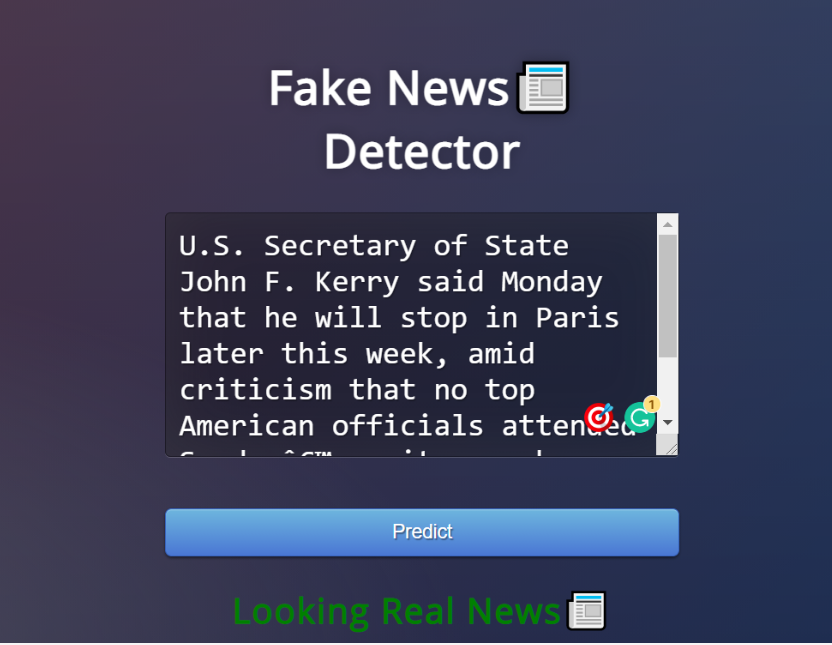 Fake News
Detector
U.S. Secretary of State
John F. Kerry said Monday
that he will stop in Paris
later this week, amid
criticism that no top
American officials attended
1
Predict
Looking Real News